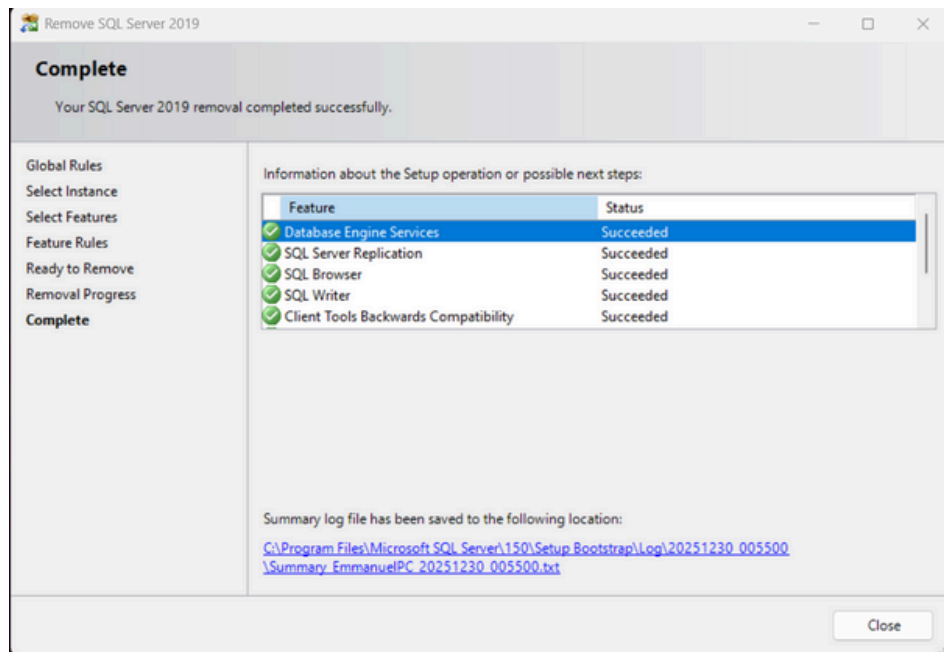 Remove SQL Server 2019
Complete
Your SQL Server 2019 removal completed successfully.
Global Rules
Select Instance
Select Features
Feature Rules
Ready to Remove
Removal Progress
Complete
Information about the Setup operation or possible next steps:
Feature Status
Database Engine Services Succeeded
SQL Server Replication Succeeded
SQL Browser Succeeded
SQL Writer Succeeded
Client Tools Backwards Compatibility Succeeded
Summary log file has been saved to the following location:
C:\Program Files\Microsoft SQL Server\150\Setup Bootstrap\Log\20251230_005500
\Summary_EmmanuelPC_20251230_005500.txt
Close